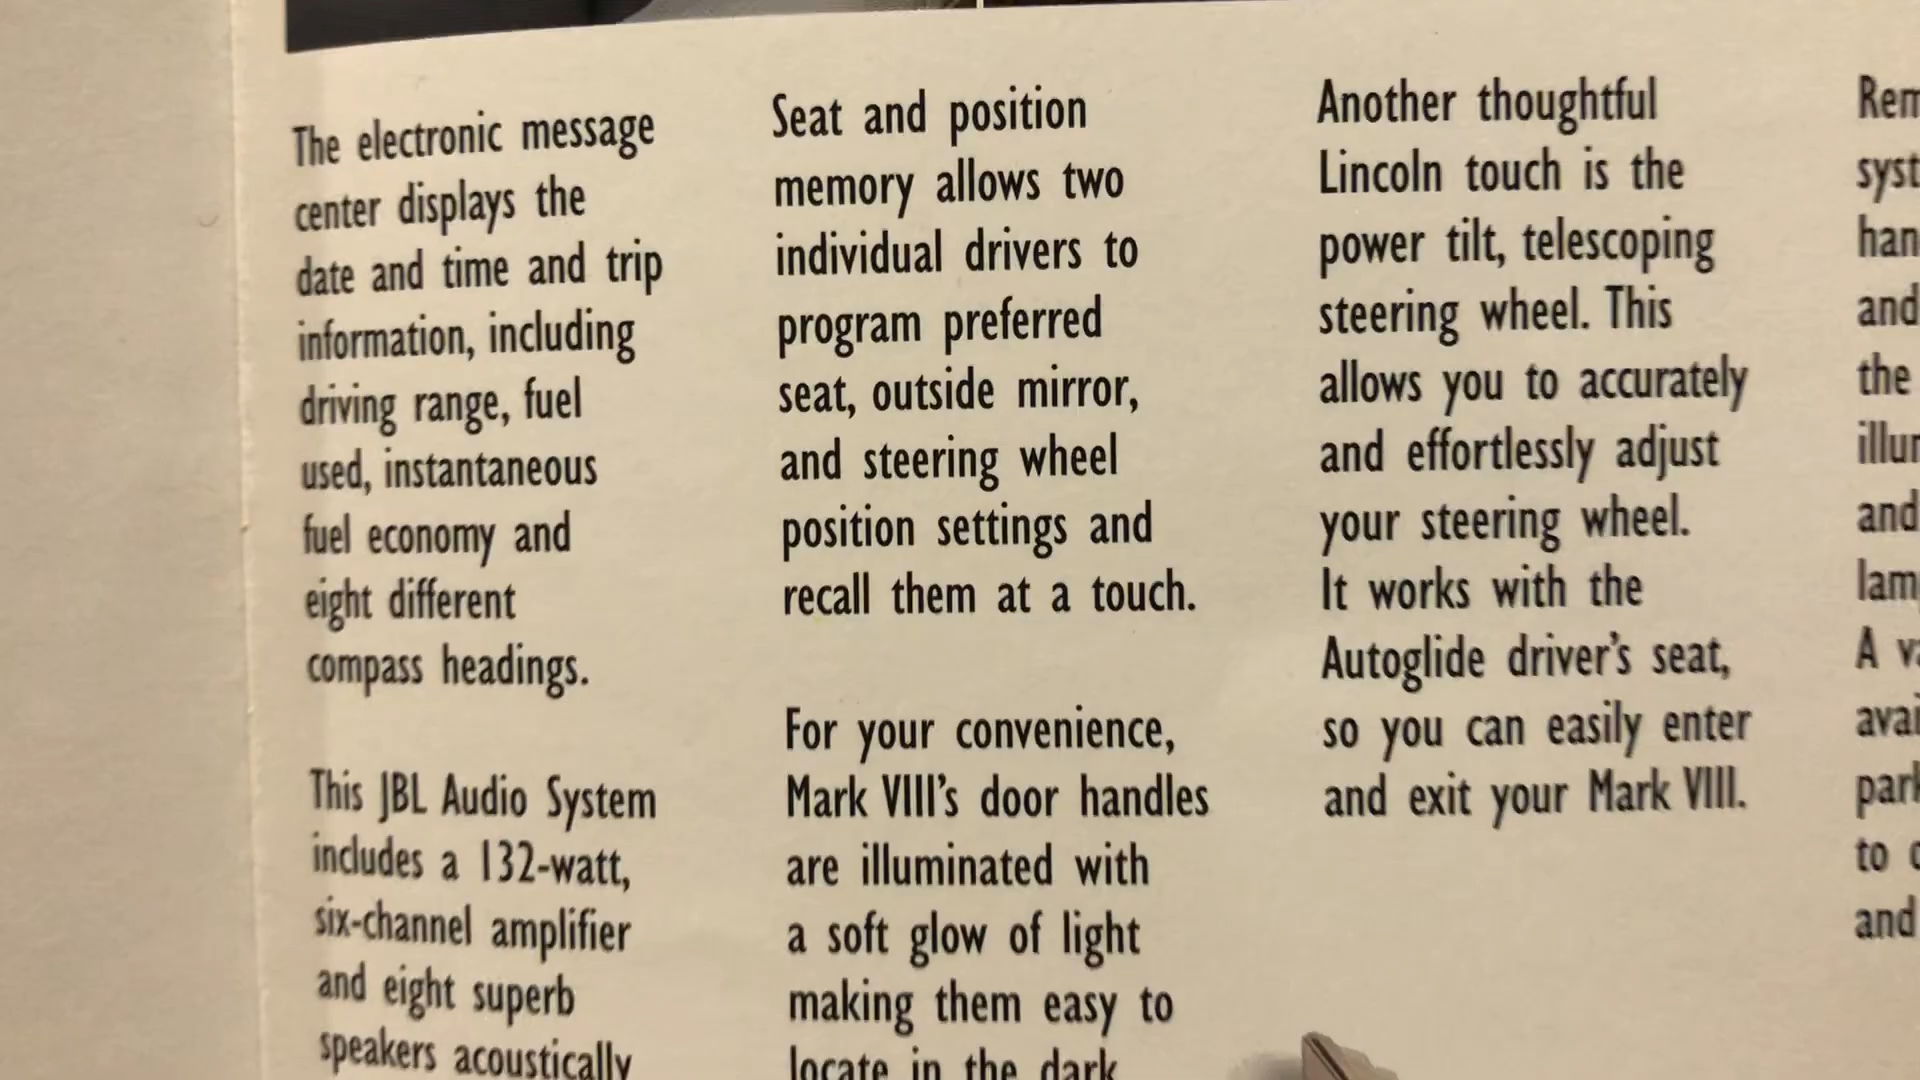 The electronic message
center displays the
date and time and trip
information, including
driving range, fuel
used, instantaneous
fuel economy and
eight different
compass headings.
This JBL Audio System
includes a 132-watt,
six-channel amplifier
and eight superb
speakers acoustically
Seat and position
memory allows two
individual drivers to
program preferred
seat, outside mirror,
and steering wheel
position settings and
recall them at a touch.
For your convenience,
Mark VIII's door handles
are illuminated with
a soft glow of light
making them easy to
locate in the dark
Another thoughtful
Lincoln touch is the
power tilt, telescoping
steering wheel. This
allows you to accurately
and effortlessly adjust
your steering wheel.
It works with the
Autoglide driver's seat,
so you can easily enter
and exit your Mark VIII.
and
the
and
A
to
and